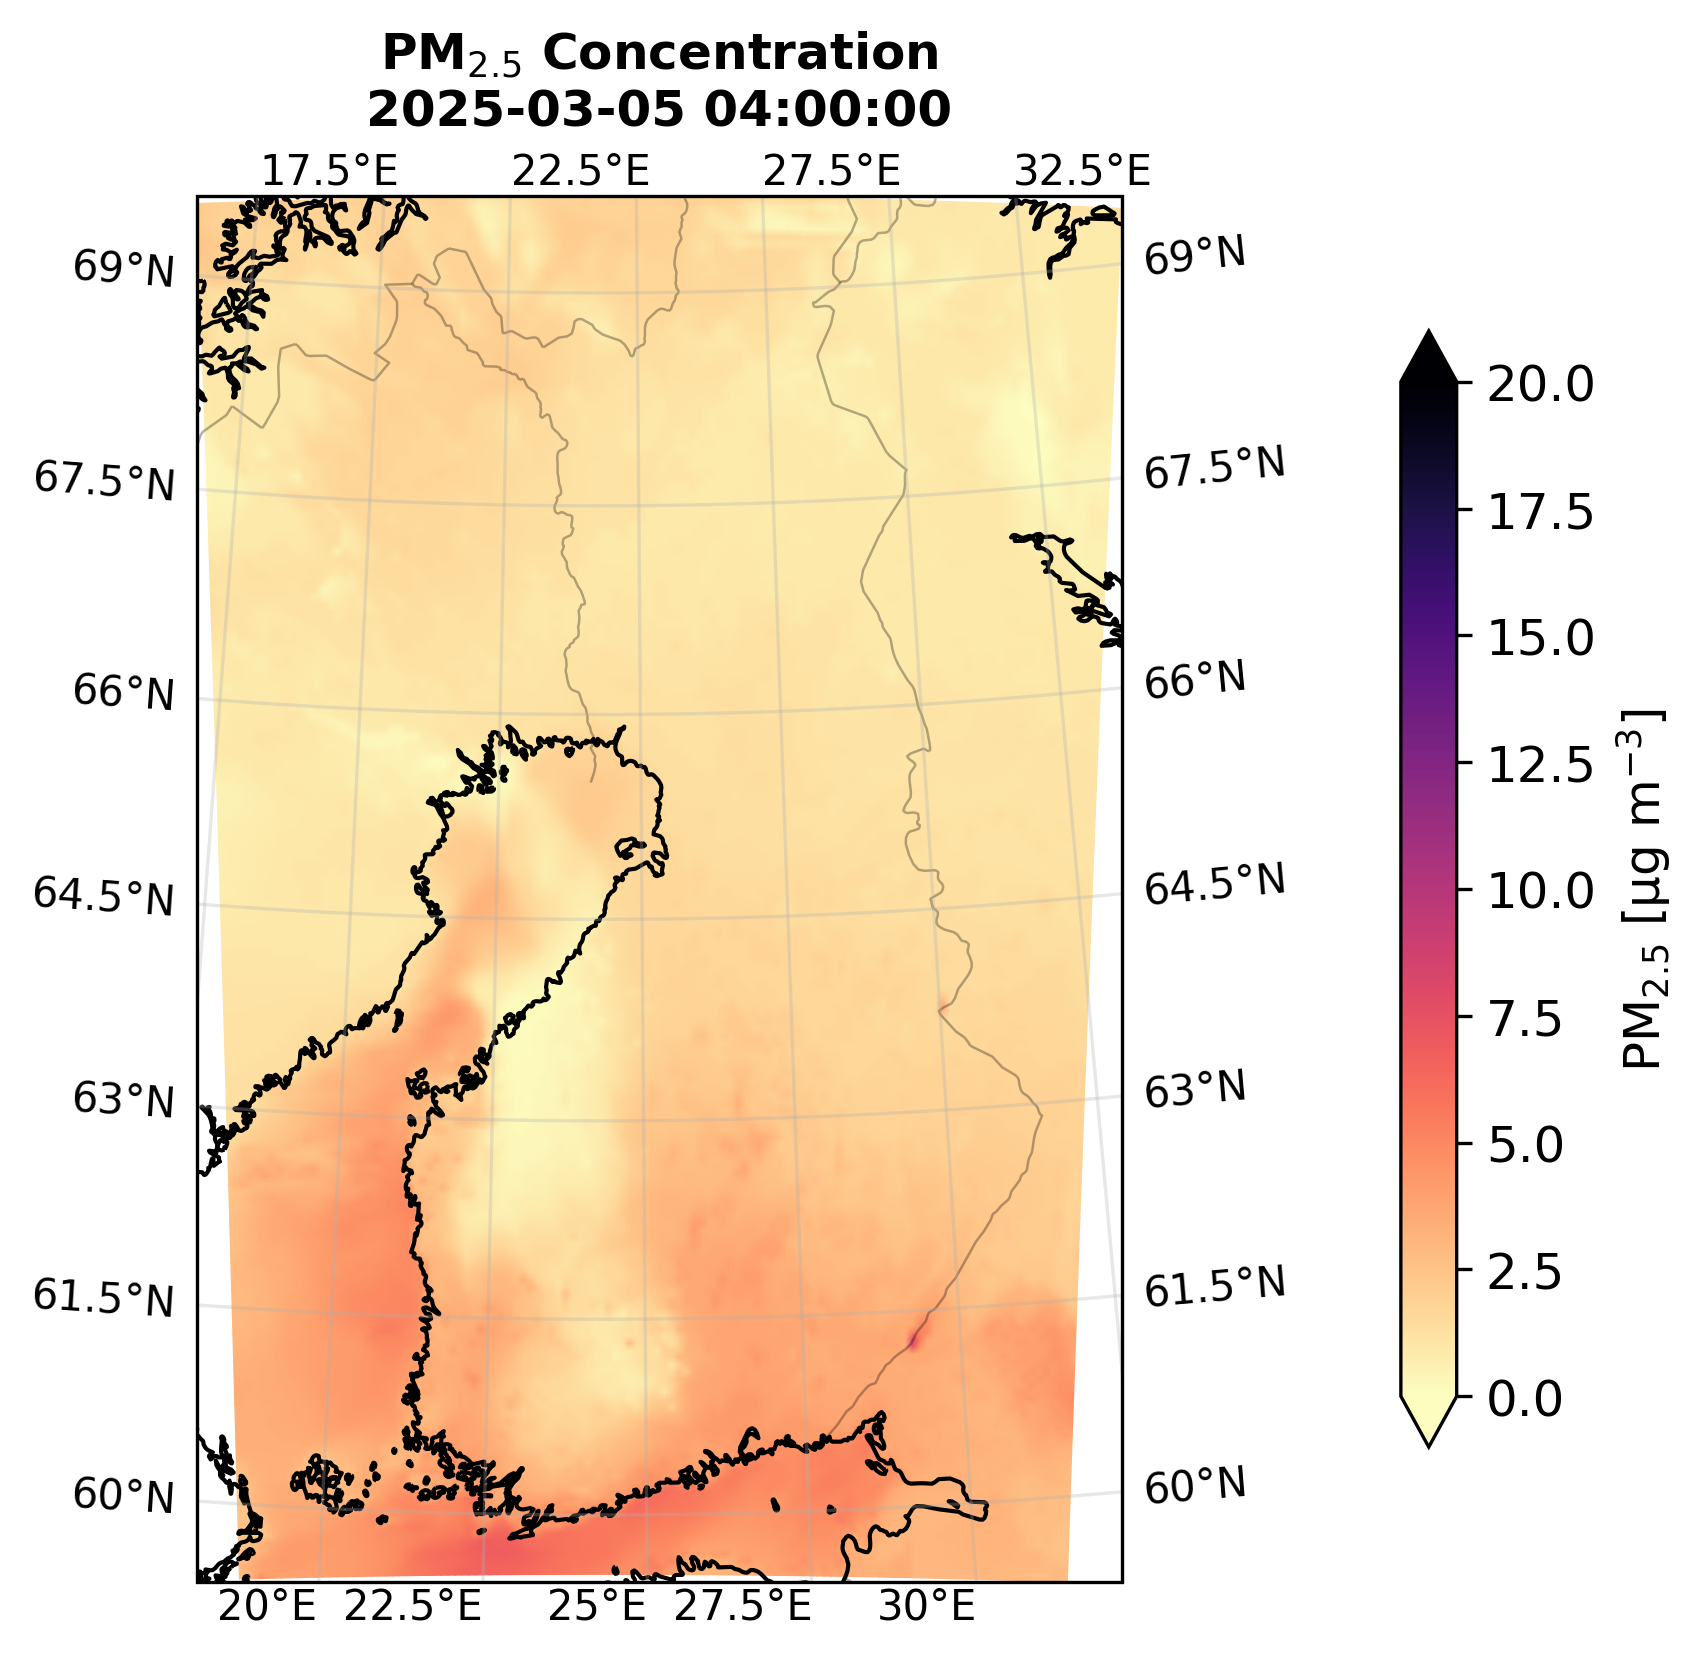 PM₂.₅ Concentration
2025-03-05 04:00:00
17.5°E 22.5°E 27.5°E 32.5°E
69°N 69°N
67.5°N 67.5°N
66°N 66°N
64.5°N 64.5°N
63°N 63°N
61.5°N 61.5°N
60°N 60°N
20°E 22.5°E 25°E 27.5°E 30°E
20.0
17.5
15.0
12.5
10.0
7.5
5.0
2.5
0.0
PM₂.₅ [µg m⁻³]